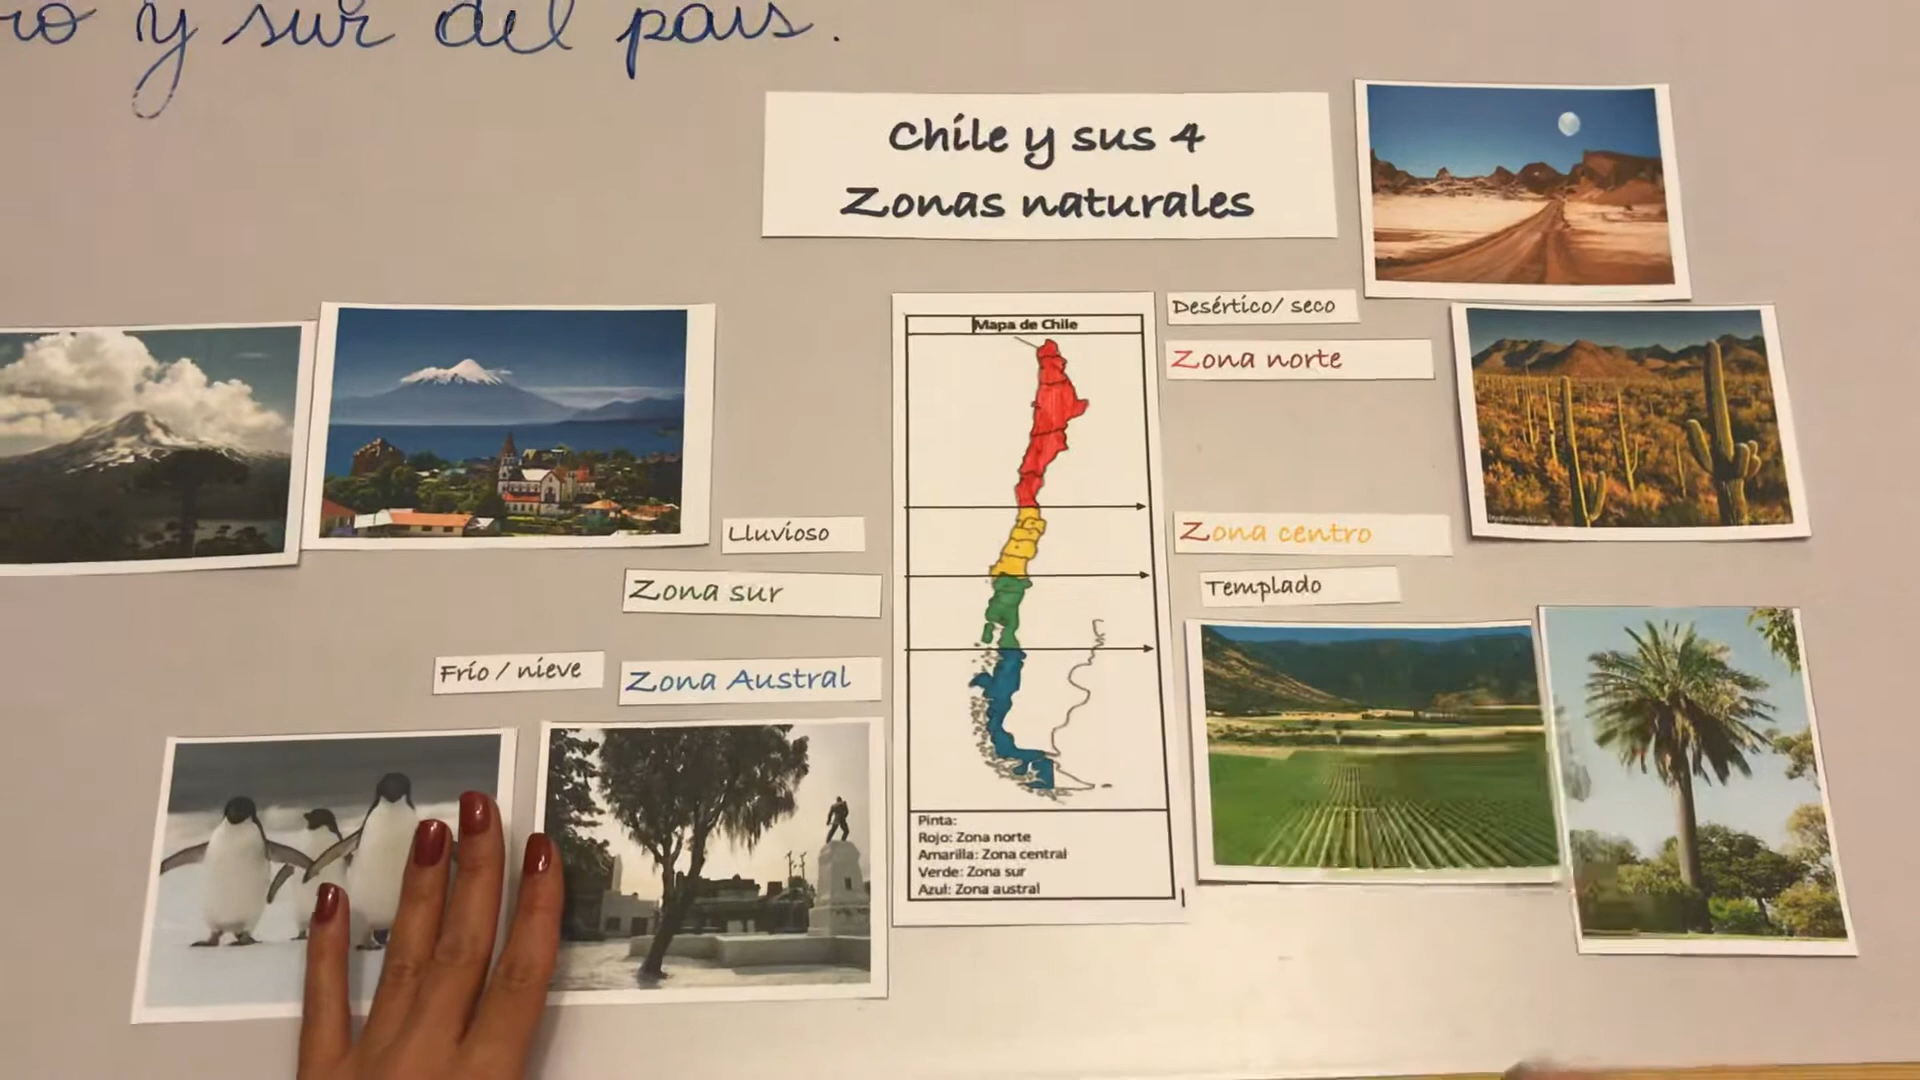 y sur del país.
Chile y sus 4
Zonas naturales
Mapa de Chile
Desértico/ seco
Zona norte
Zona centro
Templado
Lluvioso
Zona sur
Frío / nieve
Zona Austral
Pinta:
Rojo: Zona norte
Amarilla: Zona central
Verde: Zona sur
Azul: Zona austral